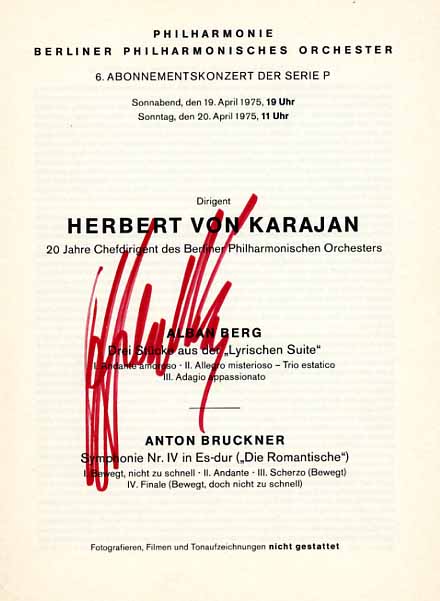 PHILHARMONIE
BERLINER PHILHARMONISCHES ORCHESTER
6. ABONNEMENTSKONZERT DER SERIE P
Sonnabend, den 19. April 1975, 19 Uhr
Sonntag, den 20. April 1975, 11 Uhr
Dirigent
HERBERT VON KARAJAN
20 Jahre Chefdirigent des Berliner Philharmonischen Orchesters
ALBAN BERG
Drei Stücke aus der „Lyrischen Suite“
I. Andante amoroso · II. Allegro misterioso – Trio estatico
III. Adagio appassionato
ANTON BRUCKNER
Symphonie Nr. IV in Es-dur („Die Romantische“)
I. Bewegt, nicht zu schnell · II. Andante · III. Scherzo (Bewegt)
IV. Finale (Bewegt, doch nicht zu schnell)
Fotografieren, Filmen und Tonaufzeichnungen nicht gestattet